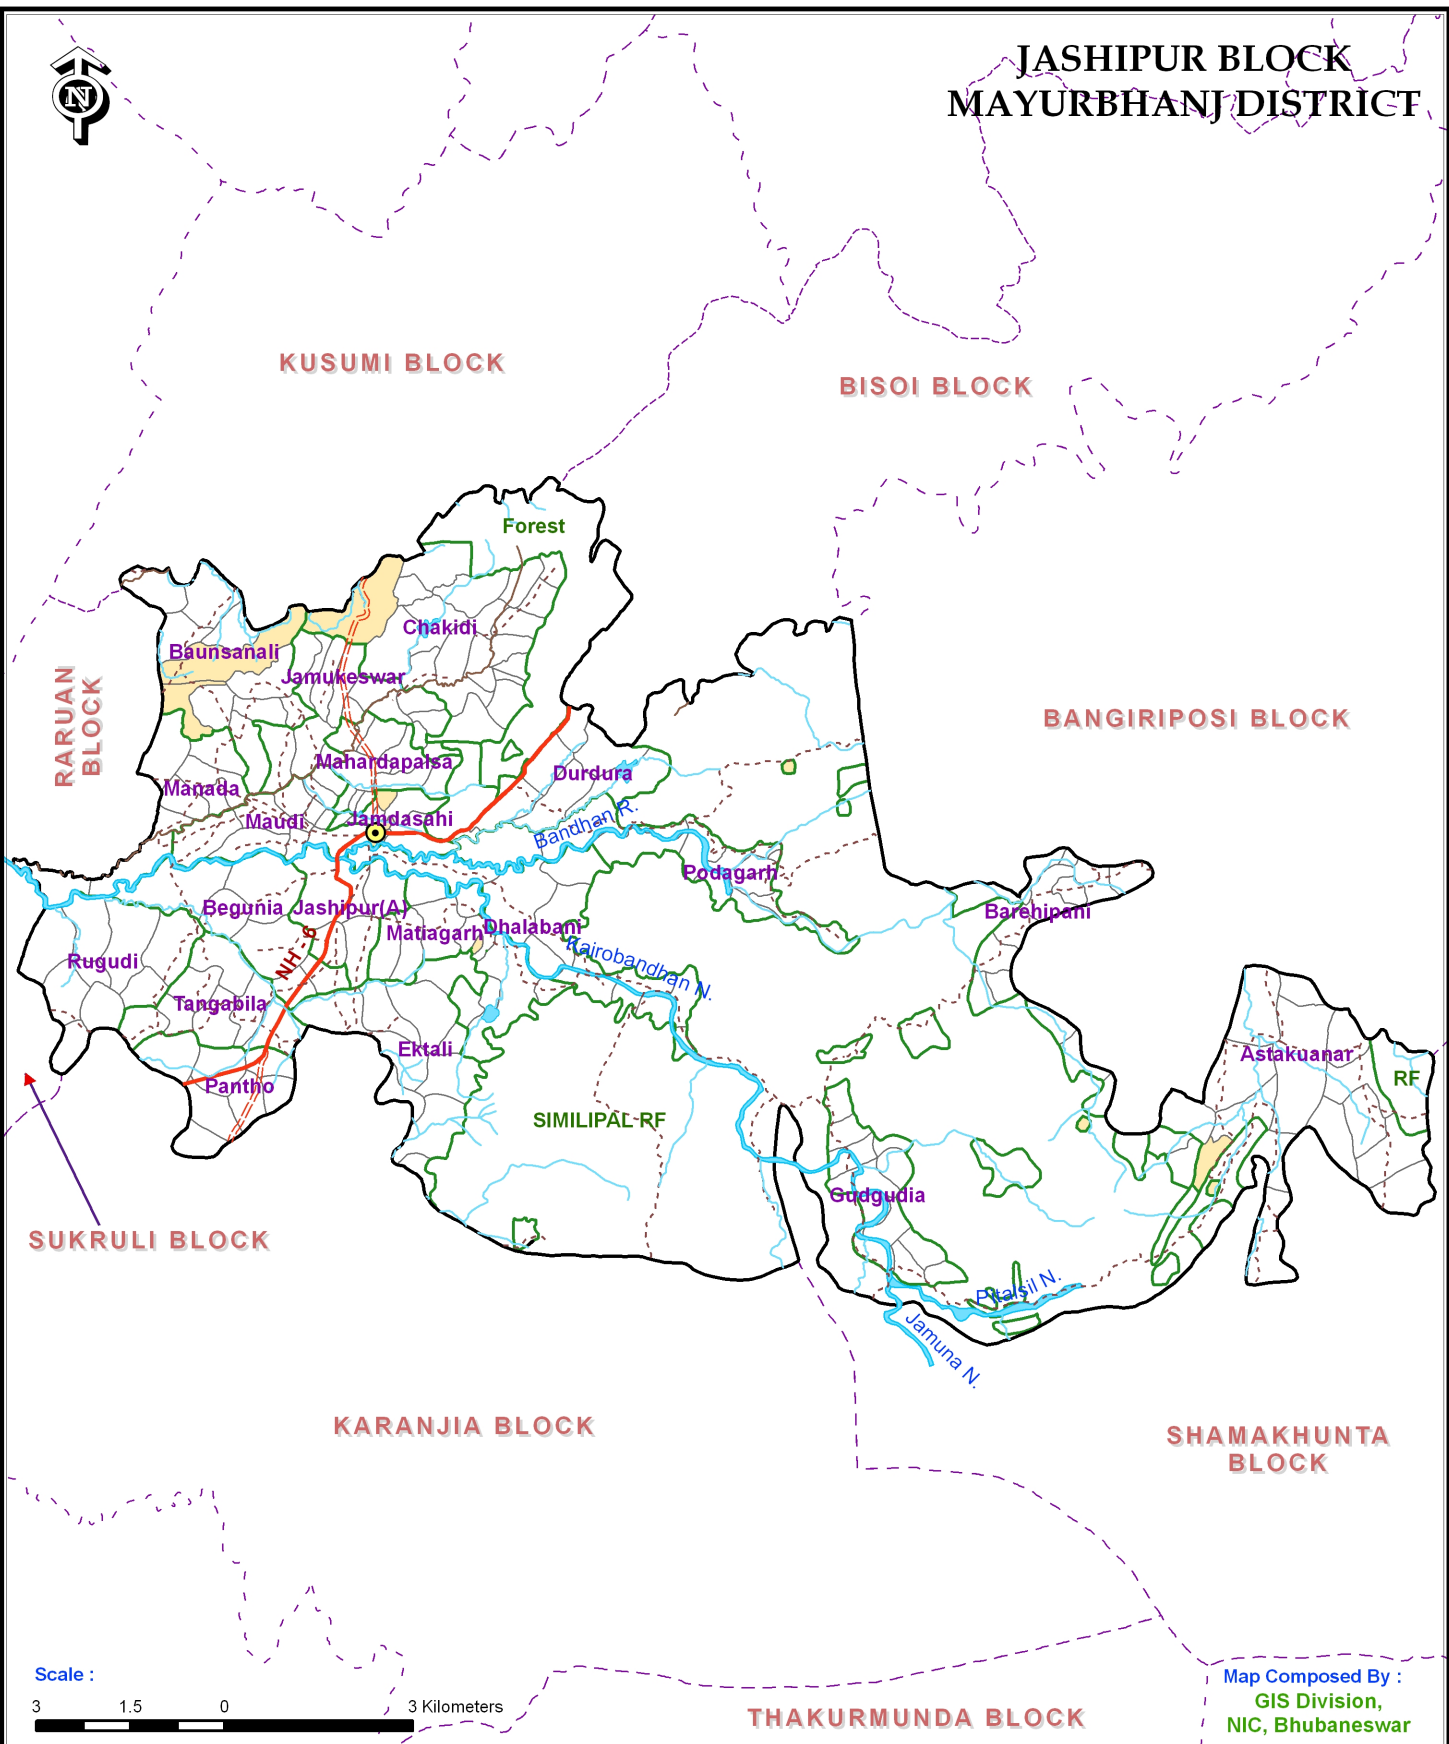 N
JASHIPUR BLOCK
MAYURBHANJ DISTRICT
KUSUMI BLOCK
BISOI BLOCK
Forest
Chakidi
Baunsanali
Jamukeswar
RARUAN
BLOCK
BANGIRIPOSI BLOCK
Mahardapalsa
Durdura
Manada
Maudi
Jamdasahi
Bandhan R.
Podagarh
Begunia
Jashipur(A)
Barehipani
Matiagarh
Dhalabani
NH - 6
Kairobandhan N.
Rugudi
Tangabila
Ektali
Astakuanar
RF
Pantho
SIMILIPAL RF
Gudgudia
SUKRULI BLOCK
Pitalsil N.
Jamuna N.
KARANJIA BLOCK
SHAMAKHUNTA
BLOCK
Scale :
3 1.5 0 3 Kilometers
THAKURMUNDA BLOCK
Map Composed By :
GIS Division,
NIC, Bhubaneswar